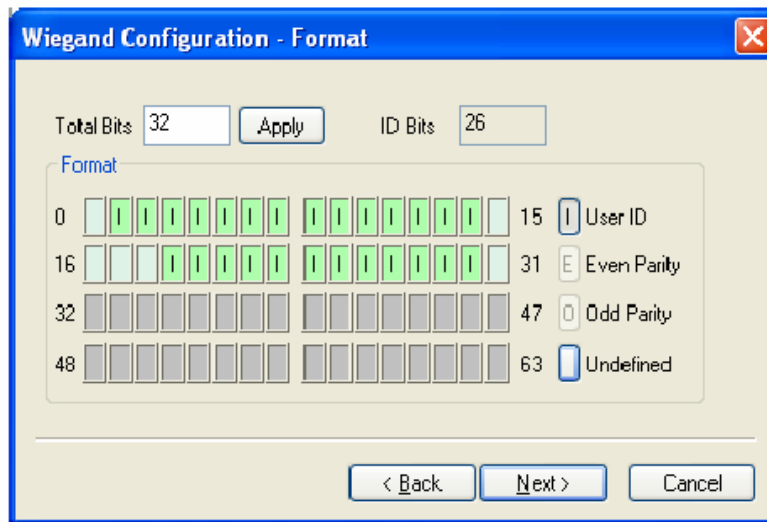 Wiegand Configuration - Format
Total Bits 32 Apply ID Bits 26
Format
0 I I I I I I I I I I I I I I 15 I User ID
16 I I I I I I I I I I I I 31 E Even Parity
32 47 O Odd Parity
48 63 Undefined
< Back Next > Cancel